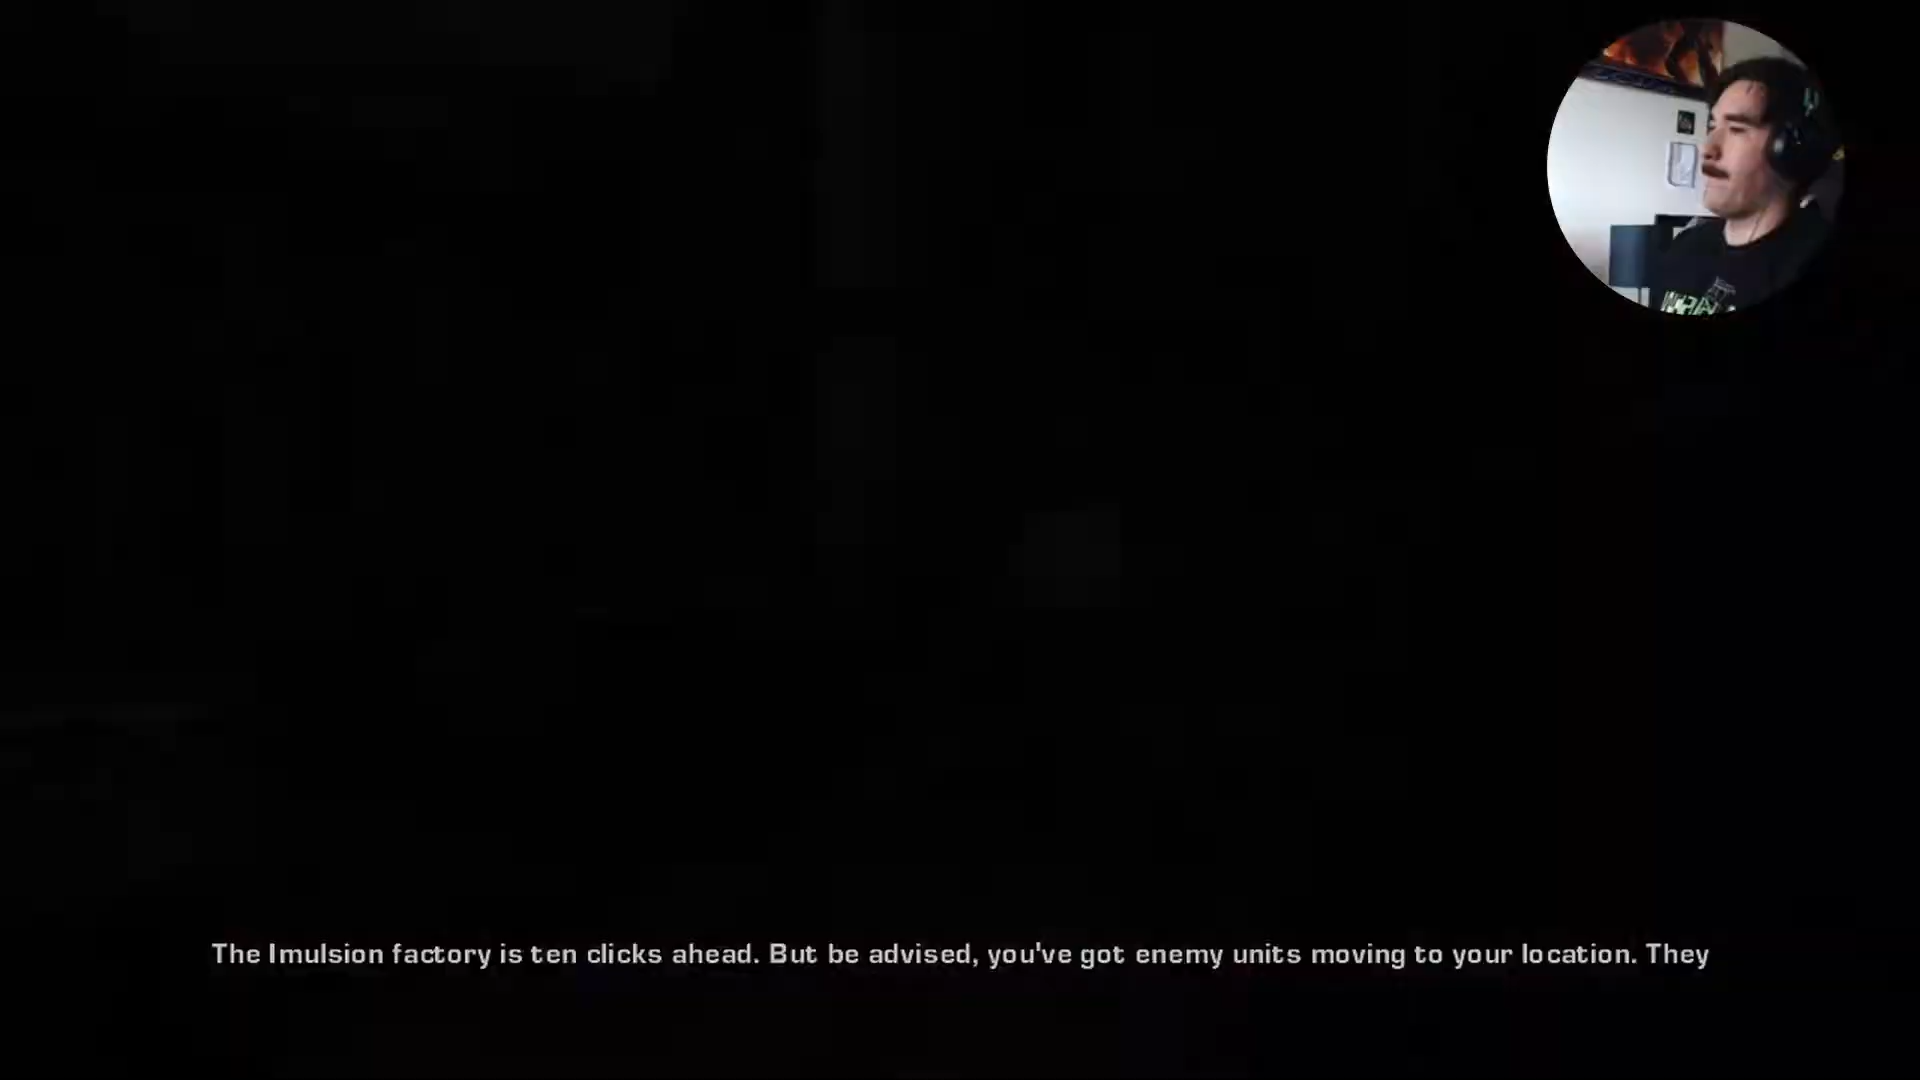 The Imulsion factory is ten clicks ahead. But be advised, you've got enemy units moving to your location. They